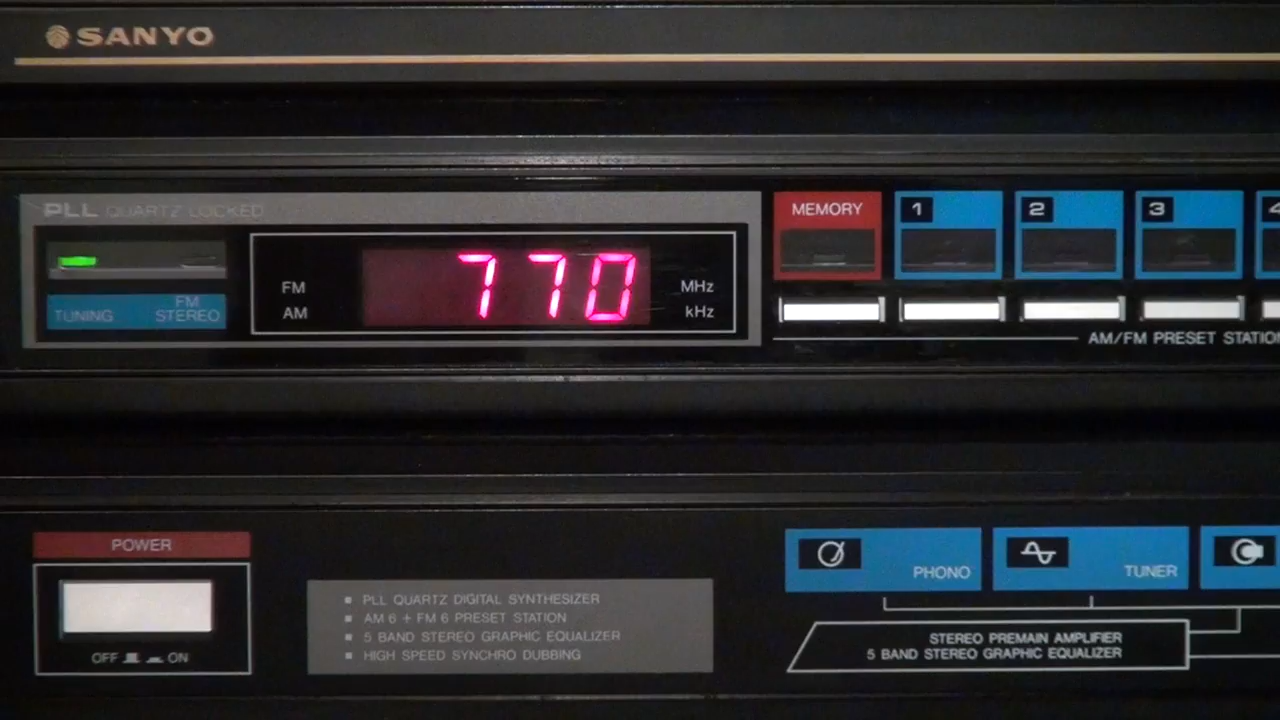 SANYO
PLL QUARTZ LOCKED
MEMORY
1
2
3
4
TUNING
FM STEREO
FM
AM
770
MHz
kHz
AM/FM PRESET STATION
POWER
OFF ON
PLL QUARTZ DIGITAL SYNTHESIZER
AM 6 + FM 6 PRESET STATION
5 BAND STEREO GRAPHIC EQUALIZER
HIGH SPEED SYNCHRO DUBBING
PHONO
TUNER
STEREO PREMAIN AMPLIFIER
5 BAND STEREO GRAPHIC EQUALIZER